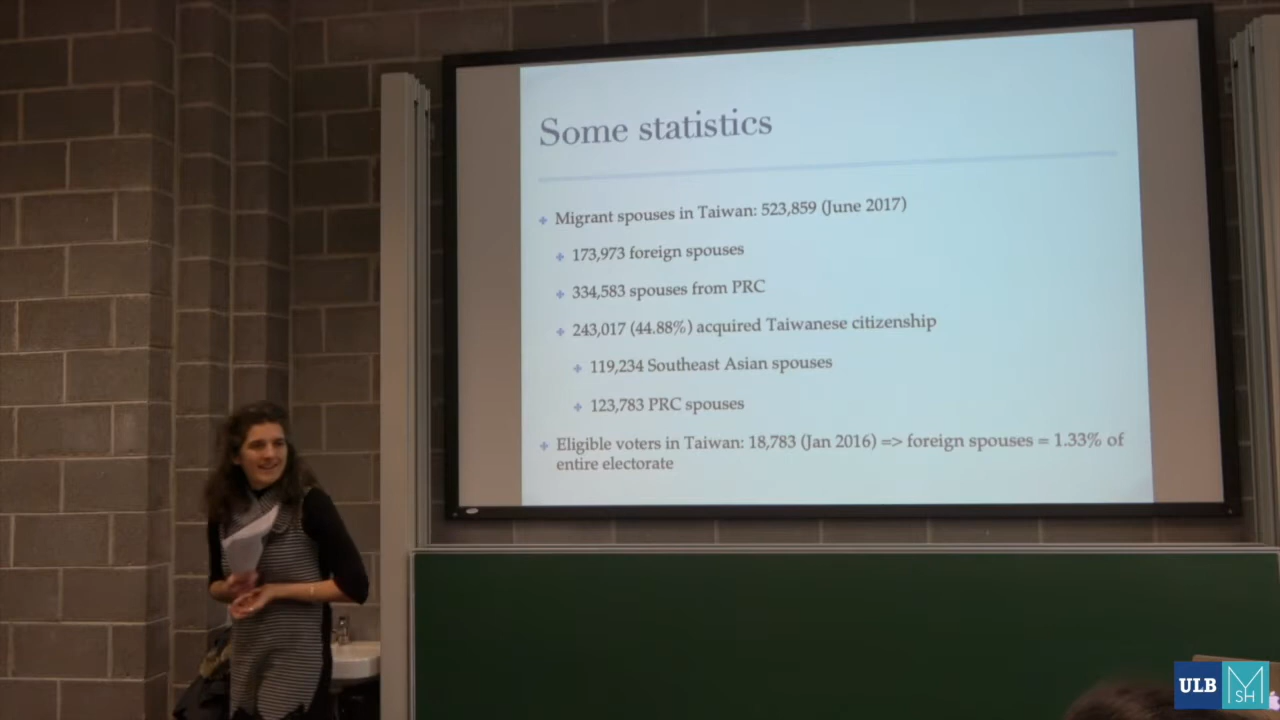 Some statistics
Migrant spouses in Taiwan: 523,859 (June 2017)
173,973 foreign spouses
334,583 spouses from PRC
243,017 (44.88%) acquired Taiwanese citizenship
119,234 Southeast Asian spouses
123,783 PRC spouses
Eligible voters in Taiwan: 18,783 (Jan 2016) => foreign spouses = 1.33% of
entire electorate
ULB
MSH